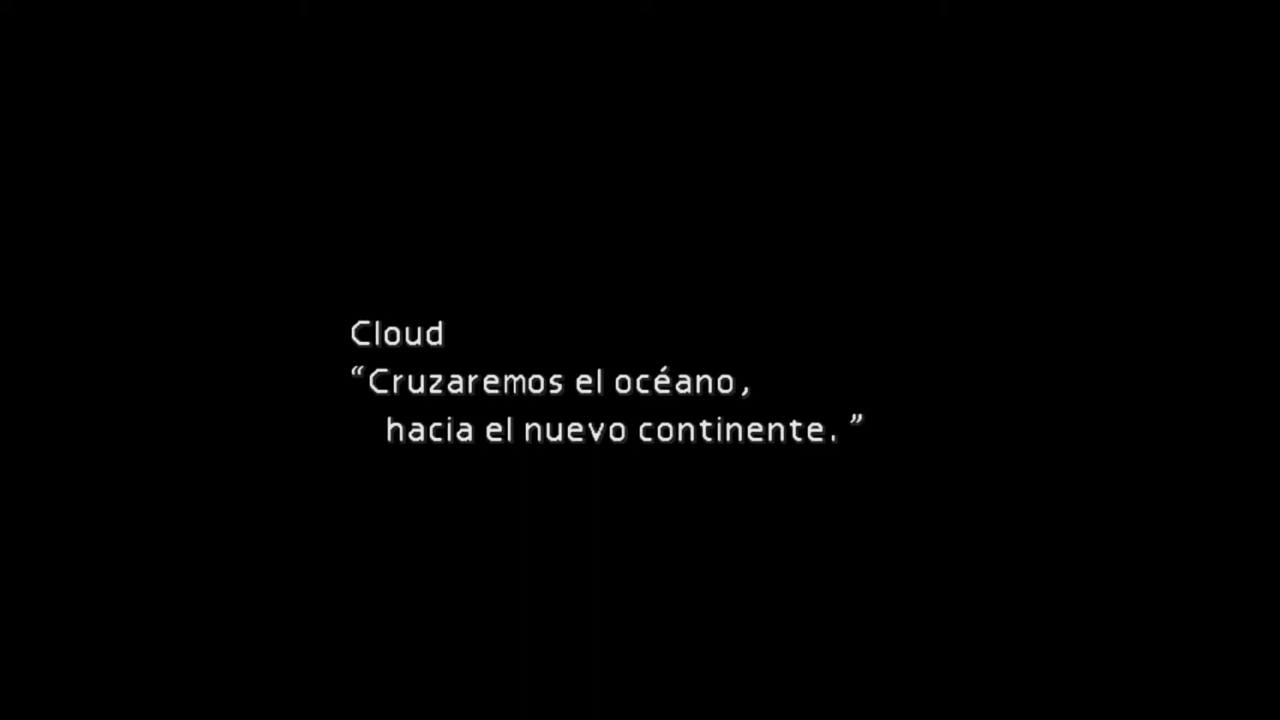 Cloud
“Cruzaremos el océano,
hacia el nuevo continente.”